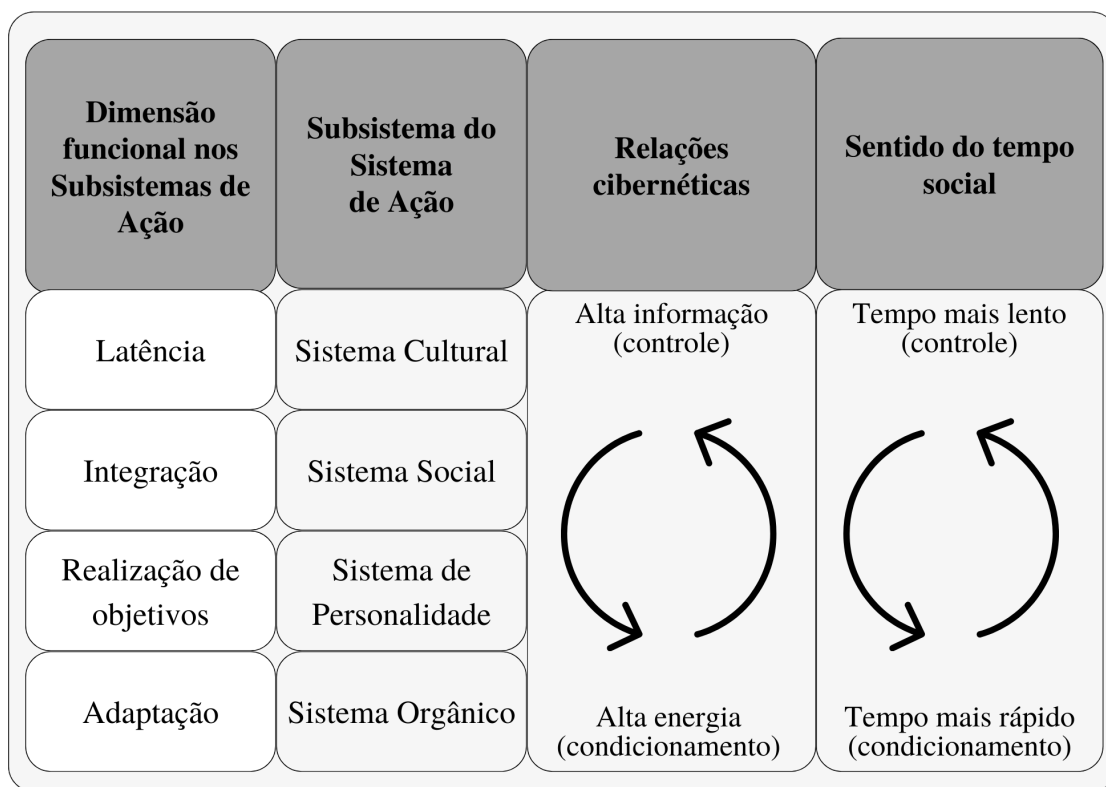 Dimensão
funcional nos
Subsistemas de
Ação
Subsistema do
Sistema
de Ação
Relações
cibernéticas
Sentido do tempo
social
Latência
Sistema Cultural
Alta informação
(controle)
Tempo mais lento
(controle)
Integração
Sistema Social
Realização de
objetivos
Sistema de
Personalidade
Adaptação
Sistema Orgânico
Alta energia
(condicionamento)
Tempo mais rápido
(condicionamento)